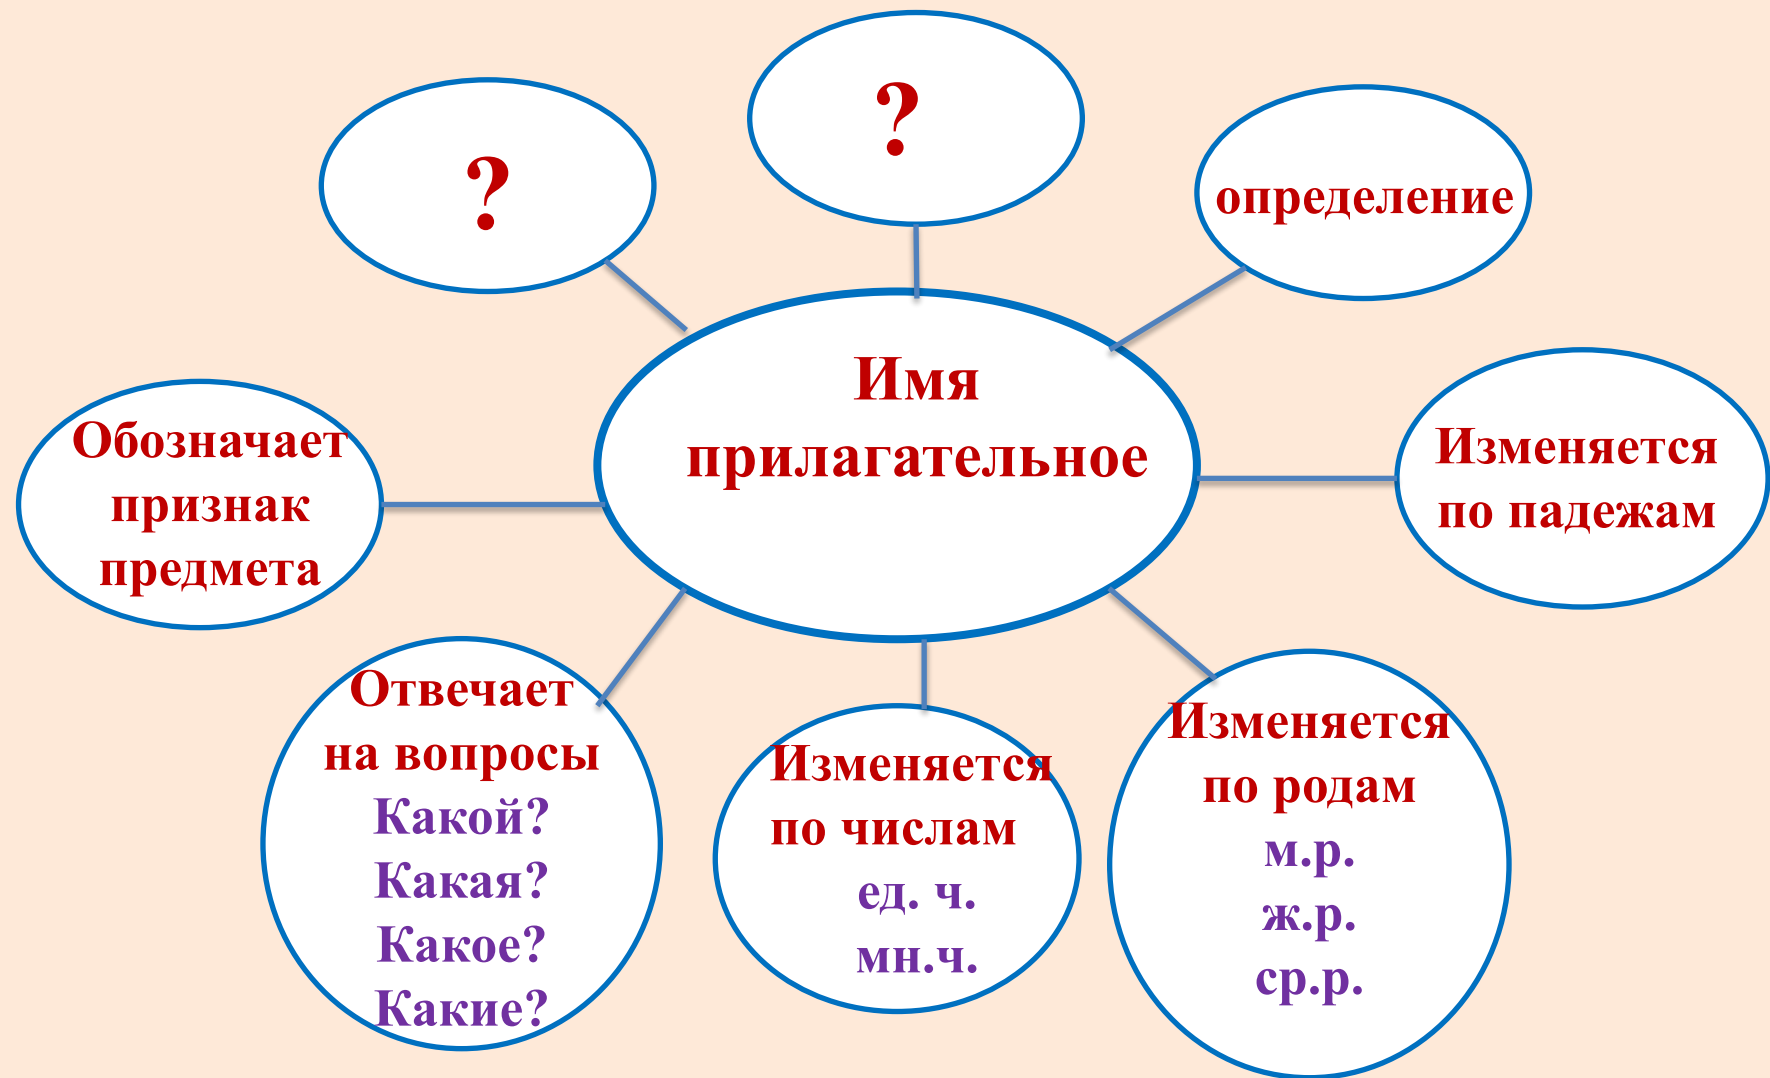 ?
?
определение
Имя
прилагательное
Обозначает
признак
предмета
Изменяется
по падежам
Отвечает
на вопросы
Какой?
Какая?
Какое?
Какие?
Изменяется
по числам
ед. ч.
мн.ч.
Изменяется
по родам
м.р.
ж.р.
ср.р.